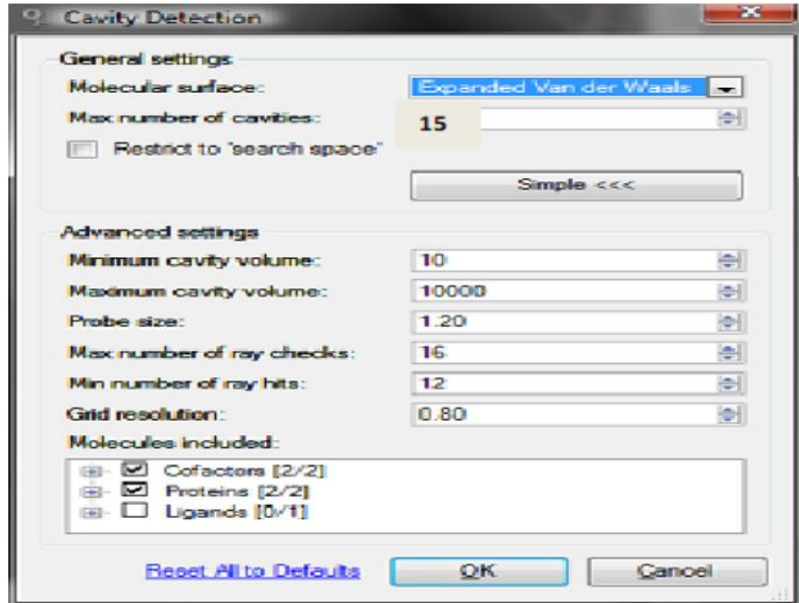 Cavity Detection
General settings
Molecular surface: Expanded Van der Waals
Max number of cavities: 15
Restrict to 'search space'
Simple <<<
Advanced settings
Minimum cavity volume: 10
Maximum cavity volume: 10000
Probe size: 1.20
Max number of ray checks: 16
Min number of ray hits: 12
Grid resolution: 0.80
Molecules included:
Cofactors [2/2]
Proteins [2/2]
Ligands [0/1]
Reset All to Defaults OK Cancel